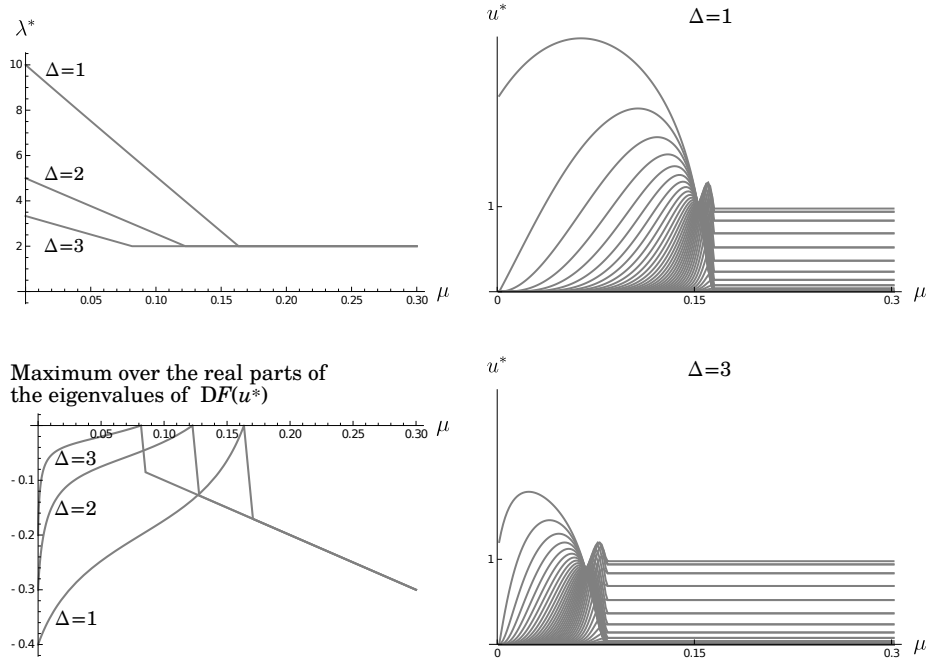 λ*
10
8
6
4
2
Δ=1
Δ=2
Δ=3
0.05 0.10 0.15 0.20 0.25 0.30 μ
u*
Δ=1
1
0 0.15 0.3 μ
Maximum over the real parts of
the eigenvalues of DF(u*)
0.05 0.10 0.15 0.20 0.25 0.30 μ
- 0.1
- 0.2
- 0.3
- 0.4
Δ=3
Δ=2
Δ=1
u*
Δ=3
1
0 0.15 0.3 μ